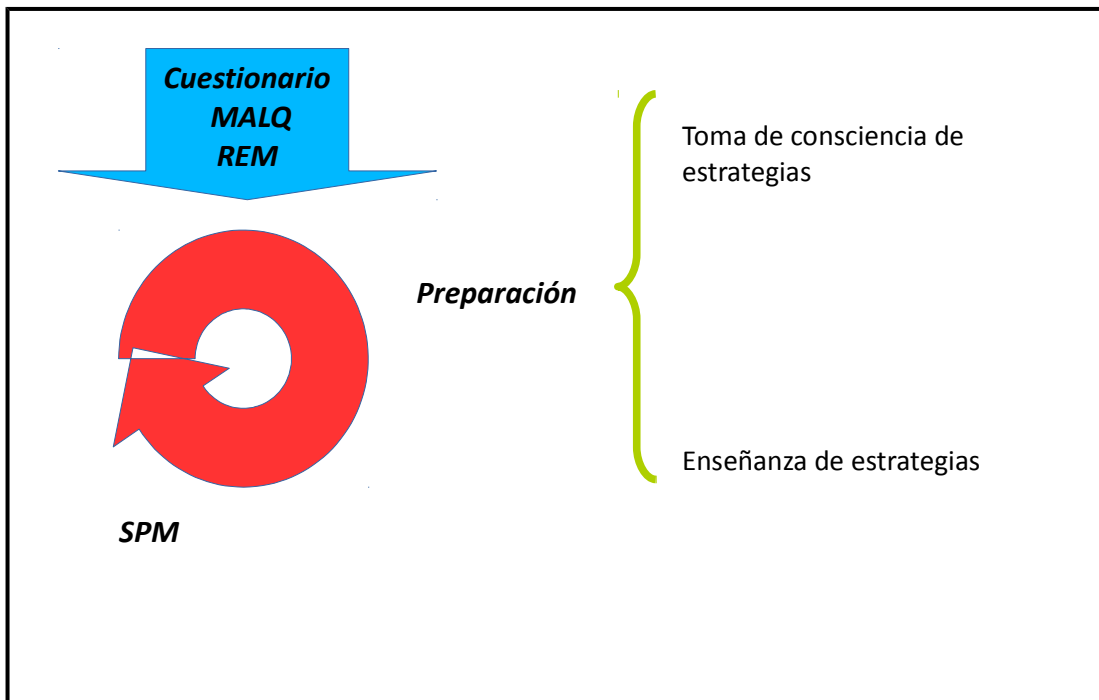 Cuestionario
MALQ
REM
Toma de consciencia de
estrategias
Preparación
Enseñanza de estrategias
SPM